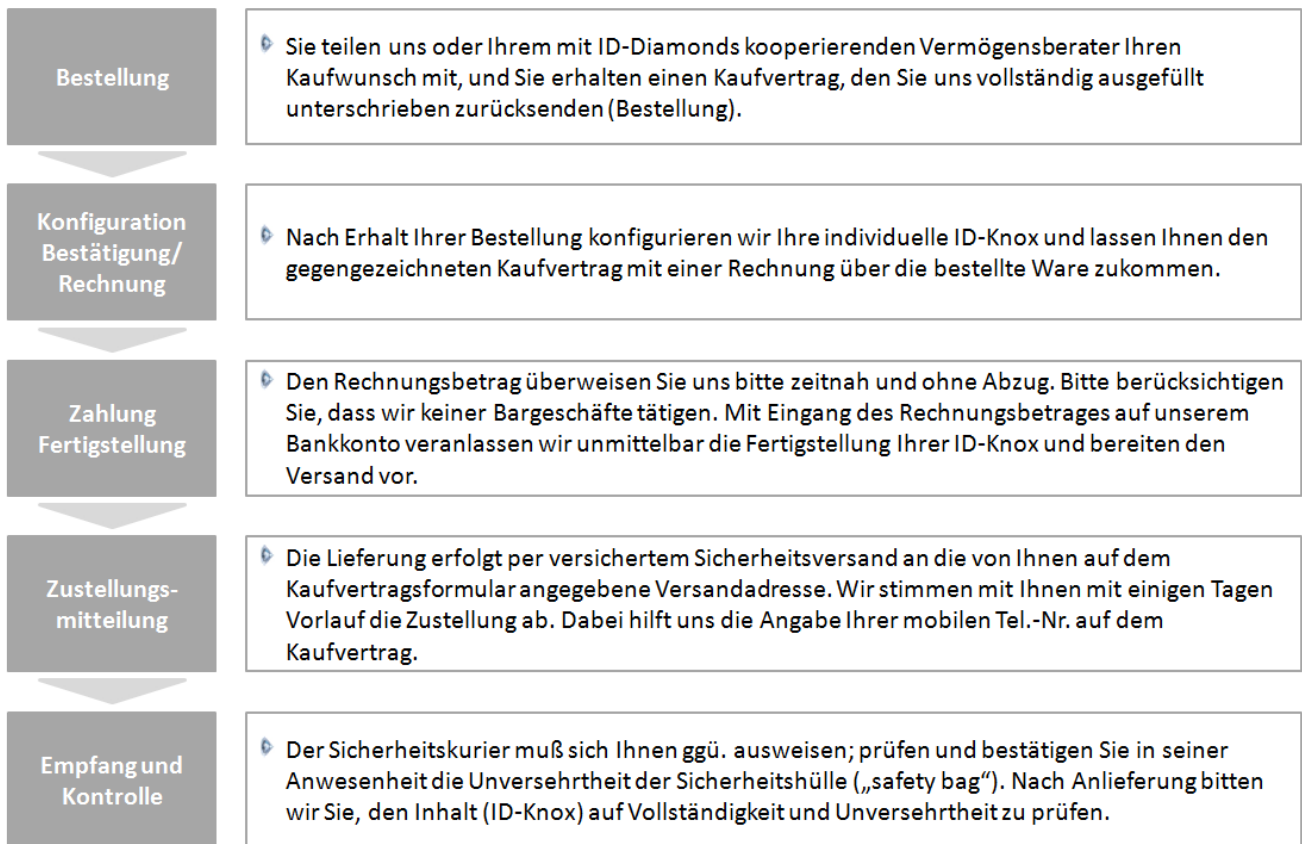 Bestellung
Sie teilen uns oder Ihrem mit ID-Diamonds kooperierenden Vermögensberater Ihren
Kaufwunsch mit, und Sie erhalten einen Kaufvertrag, den Sie uns vollständig ausgefüllt
unterschrieben zurücksenden (Bestellung).
Konfiguration
Bestätigung/
Rechnung
Nach Erhalt Ihrer Bestellung konfigurieren wir Ihre individuelle ID-Knox und lassen Ihnen den
gegengezeichneten Kaufvertrag mit einer Rechnung über die bestellte Ware zukommen.
Zahlung
Fertigstellung
Den Rechnungsbetrag überweisen Sie uns bitte zeitnah und ohne Abzug. Bitte berücksichtigen
Sie, dass wir keiner Bargeschäfte tätigen. Mit Eingang des Rechnungsbetrages auf unserem
Bankkonto veranlassen wir unmittelbar die Fertigstellung Ihrer ID-Knox und bereiten den
Versand vor.
Zustellungs-
mitteilung
Die Lieferung erfolgt per versichertem Sicherheitsversand an die von Ihnen auf dem
Kaufvertragsformular angegebene Versandadresse. Wir stimmen mit Ihnen mit einigen Tagen
Vorlauf die Zustellung ab. Dabei hilft uns die Angabe Ihrer mobilen Tel.-Nr. auf dem
Kaufvertrag.
Empfang und
Kontrolle
Der Sicherheitskurier muß sich Ihnen ggü. ausweisen; prüfen und bestätigen Sie in seiner
Anwesenheit die Unversehrtheit der Sicherheitshülle („safety bag“). Nach Anlieferung bitten
wir Sie, den Inhalt (ID-Knox) auf Vollständigkeit und Unversehrtheit zu prüfen.